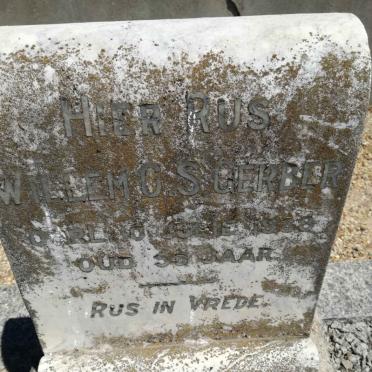 HIER RUS
WILLEM C.S. GERBER
OUD JAAR.
RUS IN VREDE.